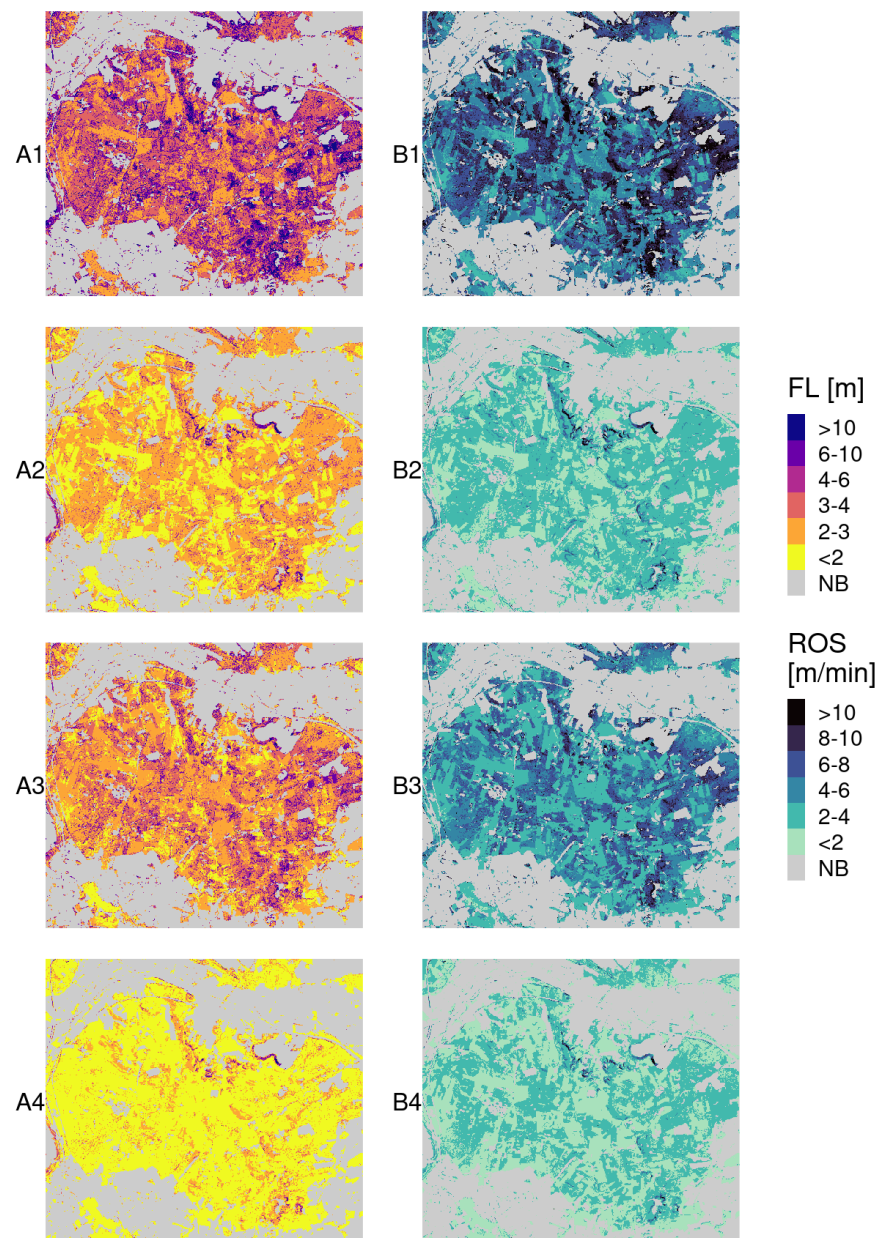 A1
B1
A2
B2
A3
B3
A4
B4
FL [m]
>10
6-10
4-6
3-4
2-3
<2
NB
ROS
[m/min]
>10
8-10
6-8
4-6
2-4
<2
NB